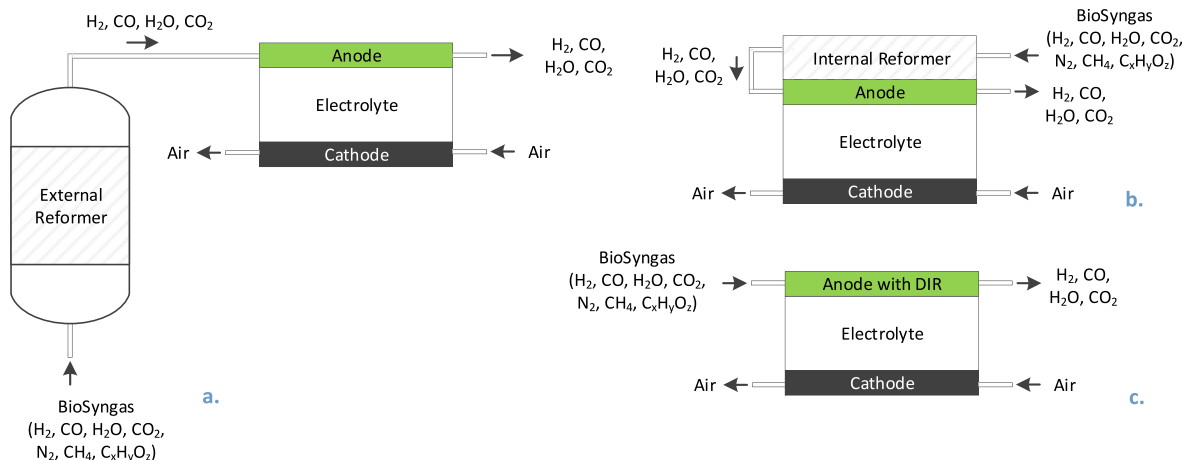 H₂, CO, H₂O, CO₂
Anode
H₂, CO,
H₂O, CO₂
Electrolyte
Air
Cathode
Air
External
Reformer
a.
BioSyngas
(H₂, CO, H₂O, CO₂,
N₂, CH₄, CₓHᵧO_z)
BioSyngas
(H₂, CO, H₂O, CO₂,
N₂, CH₄, CₓHᵧO_z)
H₂, CO,
H₂O, CO₂
Internal Reformer
Anode
H₂, CO,
H₂O, CO₂
Electrolyte
Air
Cathode
Air
b.
BioSyngas
(H₂, CO, H₂O, CO₂,
N₂, CH₄, CₓHᵧO_z)
Anode with DIR
H₂, CO,
H₂O, CO₂
Electrolyte
Air
Cathode
Air
c.